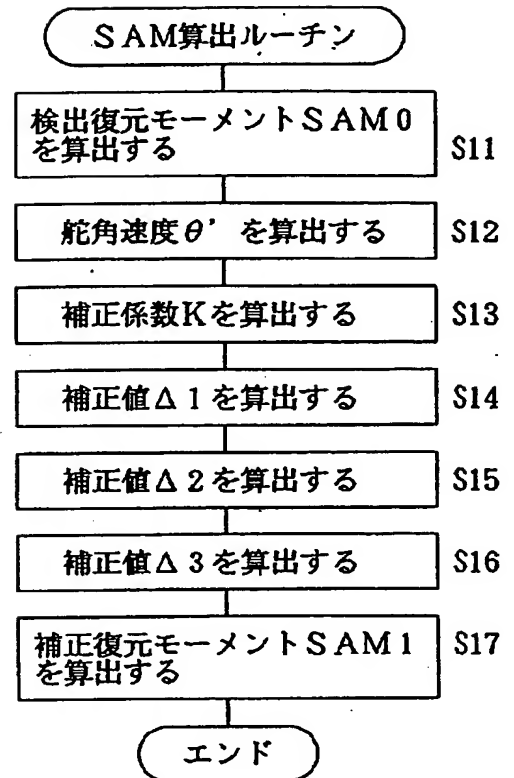 SAM算出ルーチン
検出復元モーメントSAM0
を算出する
S11
舵角速度θ'を算出する
S12
補正係数Kを算出する
S13
補正値Δ1を算出する
S14
補正値Δ2を算出する
S15
補正値Δ3を算出する
S16
補正復元モーメントSAM1
を算出する
S17
エンド